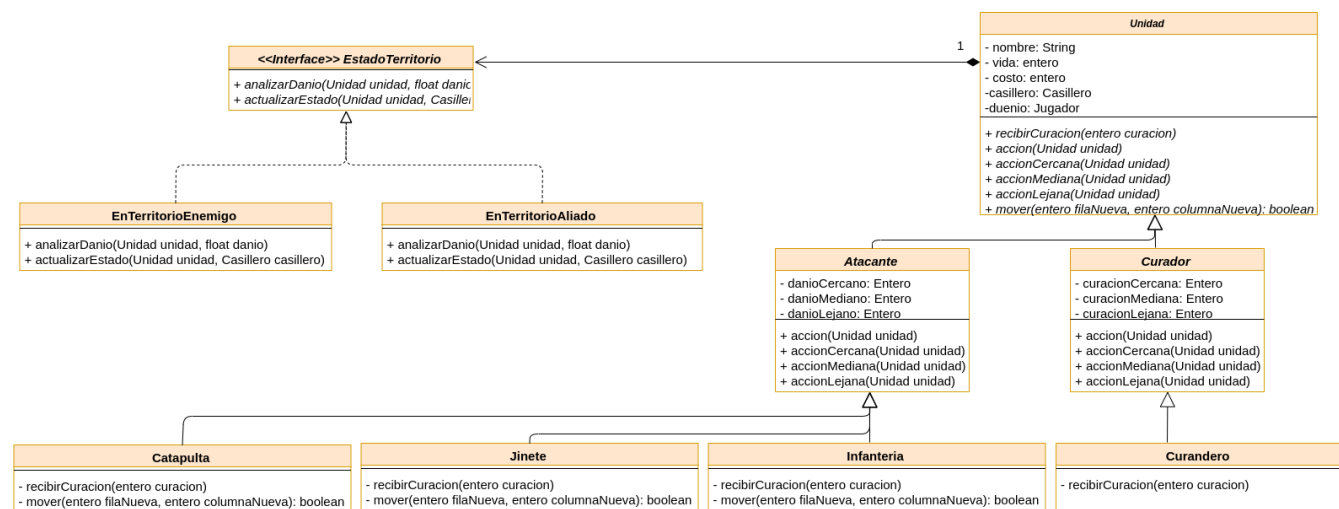 <<Interface>> EstadoTerritorio
+ analizarDanio(Unidad unidad, float danio
+ actualizarEstado(Unidad unidad,
1
Unidad
- nombre: String
- vida: entero
- costo: entero
-casillero: Casillero
-duenio: Jugador
+ recibirCuracion(entero curacion)
+ accion(Unidad unidad)
+ accionCercana(Unidad unidad)
+ accionMediana(Unidad unidad)
+ accionLejana(Unidad unidad)
+ mover(entero filaNueva, entero columnaNueva): boolean
EnTerritorioEnemigo
+ analizarDanio(Unidad unidad, float danio)
+ actualizarEstado(Unidad unidad, Casillero casillero)
EnTerritorioAliado
+ analizarDanio(Unidad unidad, float danio)
+ actualizarEstado(Unidad unidad, Casillero casillero)
Atacante
- danioCercano: Entero
- danioMediano: Entero
- danioLejano: Entero
+ accion(Unidad unidad)
+ accionCercana(Unidad unidad)
+ accionMediana(Unidad unidad)
+ accionLejana(Unidad unidad)
Curador
- curacionCercana: Entero
- curacionMediana: Entero
- curacionLejana: Entero
+ accion(Unidad unidad)
+ accionCercana(Unidad unidad)
+ accionMediana(Unidad unidad)
+ accionLejana(Unidad unidad)
Catapulta
- recibirCuracion(entero curacion)
- mover(entero filaNueva, entero columnaNueva): boolean
Jinete
- recibirCuracion(entero curacion)
- mover(entero filaNueva, entero columnaNueva): boolean
Infanteria
- recibirCuracion(entero curacion)
- mover(entero filaNueva, entero columnaNueva): boolean
Curandero
- recibirCuracion(entero curacion)